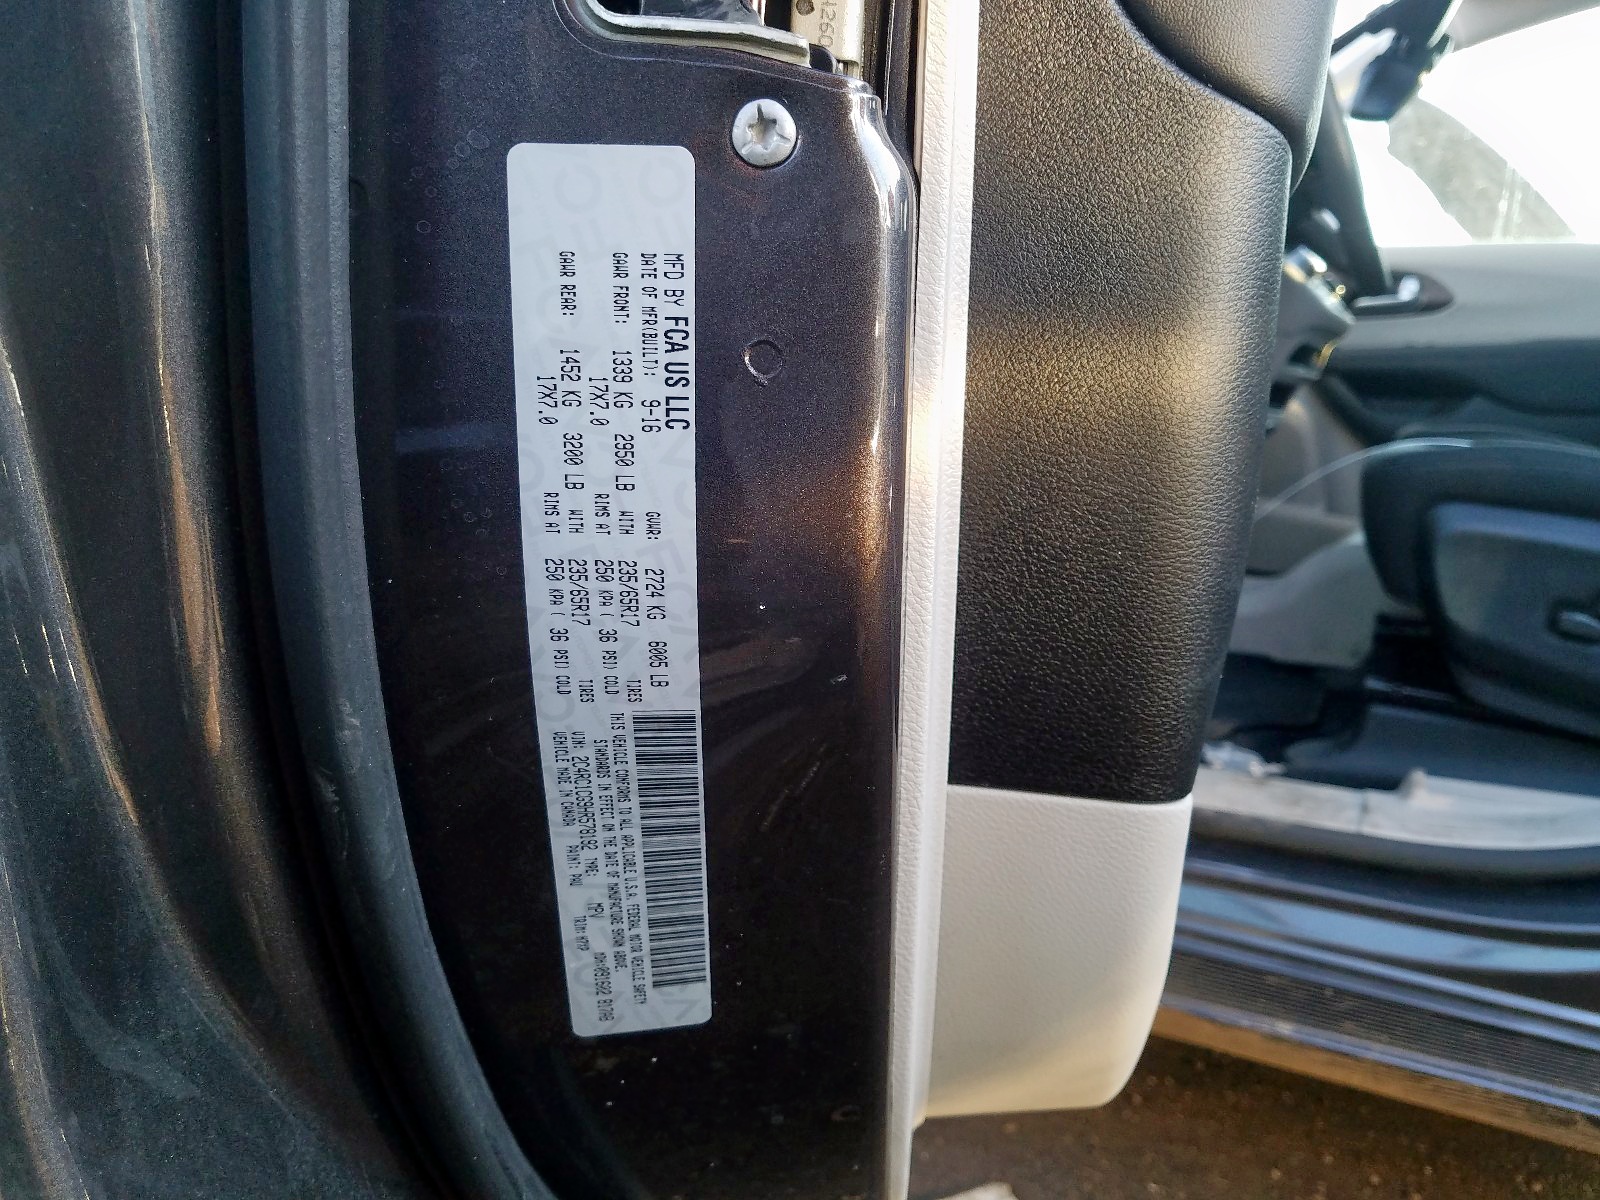 MFD BY FCA US LLC
DATE OF MFR(BUILT): 9-16 GVWR: 2724 KG 6005 LB
GAWR FRONT: 1339 KG 2950 LB WITH 235/65R17 TIRES
17X7.0 RIMS AT 250 KPA ( 36 PSI) COLD
GAWR REAR: 1452 KG 3200 LB WITH 235/65R17 TIRES
17X7.0 RIMS AT 250 KPA ( 36 PSI) COLD
THIS VEHICLE CONFORMS TO ALL APPLICABLE U.S.A. FEDERAL MOTOR VEHICLE SAFETY
STANDARDS IN EFFECT ON THE DATE OF MANUFACTURE SHOWN ABOVE.
VIN: 2C4RC1CG9HR578192 TYPE: MPV
VEHICLE MADE IN CANADA PAINT: PAU